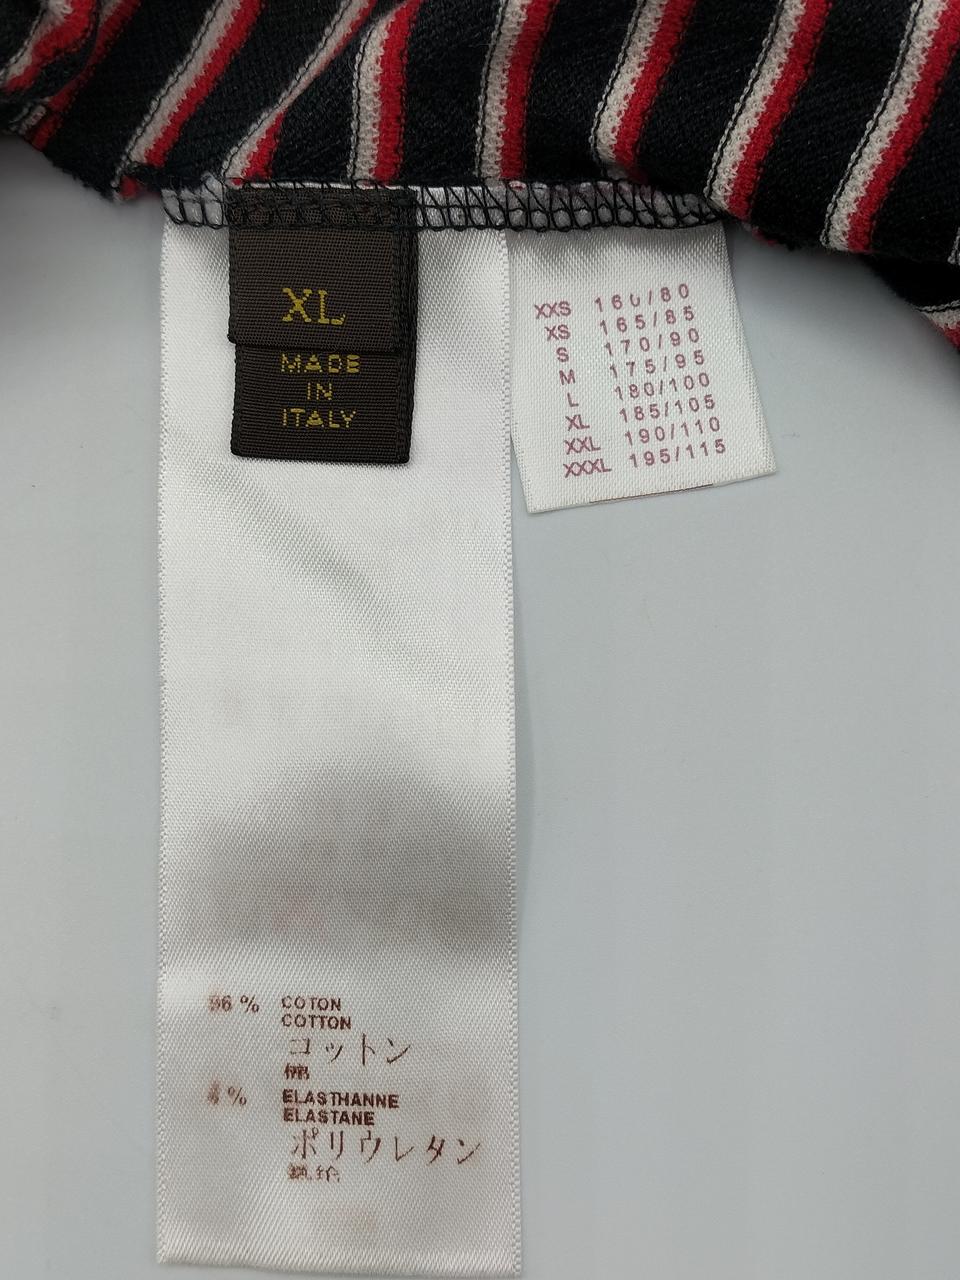 XL
MADE
IN
ITALY
XXS 160/80
XS 165/85
S 170/90
M 175/95
L 180/100
XL 185/105
XXL 190/110
XXXL 195/115
96 % COTON
COTTON
コットン
棉
4 % ELASTHANNE
ELASTANE
ポリウレタン